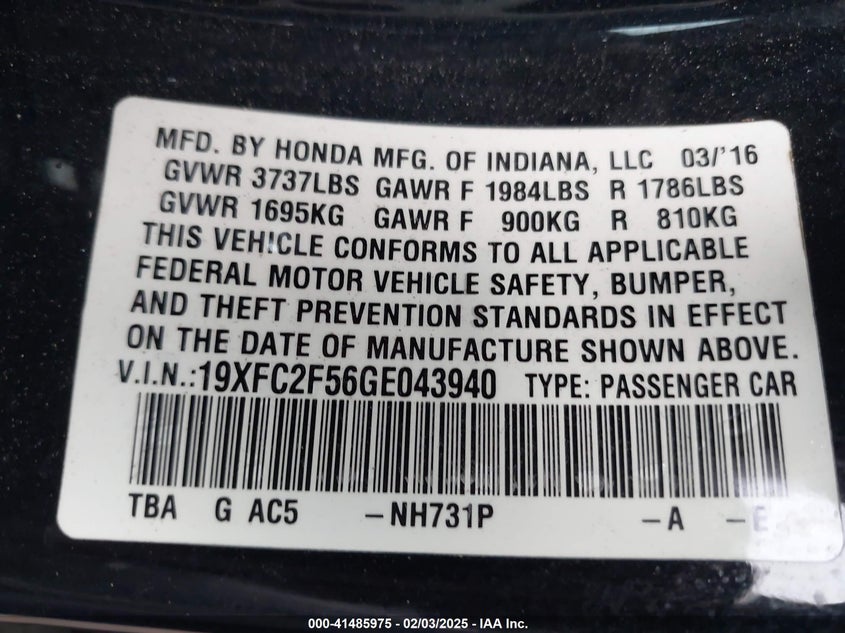 MFD. BY HONDA MFG. OF INDIANA, LLC 03/'16
GVWR 3737LBS GAWR F 1984LBS R 1786LBS
GVWR 1695KG GAWR F 900KG R 810KG
THIS VEHICLE CONFORMS TO ALL APPLICABLE
FEDERAL MOTOR VEHICLE SAFETY, BUMPER,
AND THEFT PREVENTION STANDARDS IN EFFECT
ON THE DATE OF MANUFACTURE SHOWN ABOVE.
V.I.N.:19XFC2F56GE043940 TYPE: PASSENGER CAR
TBA G AC5 -NH731P -A -E
000-41485975 - 02/03/2025 - IAA Inc.